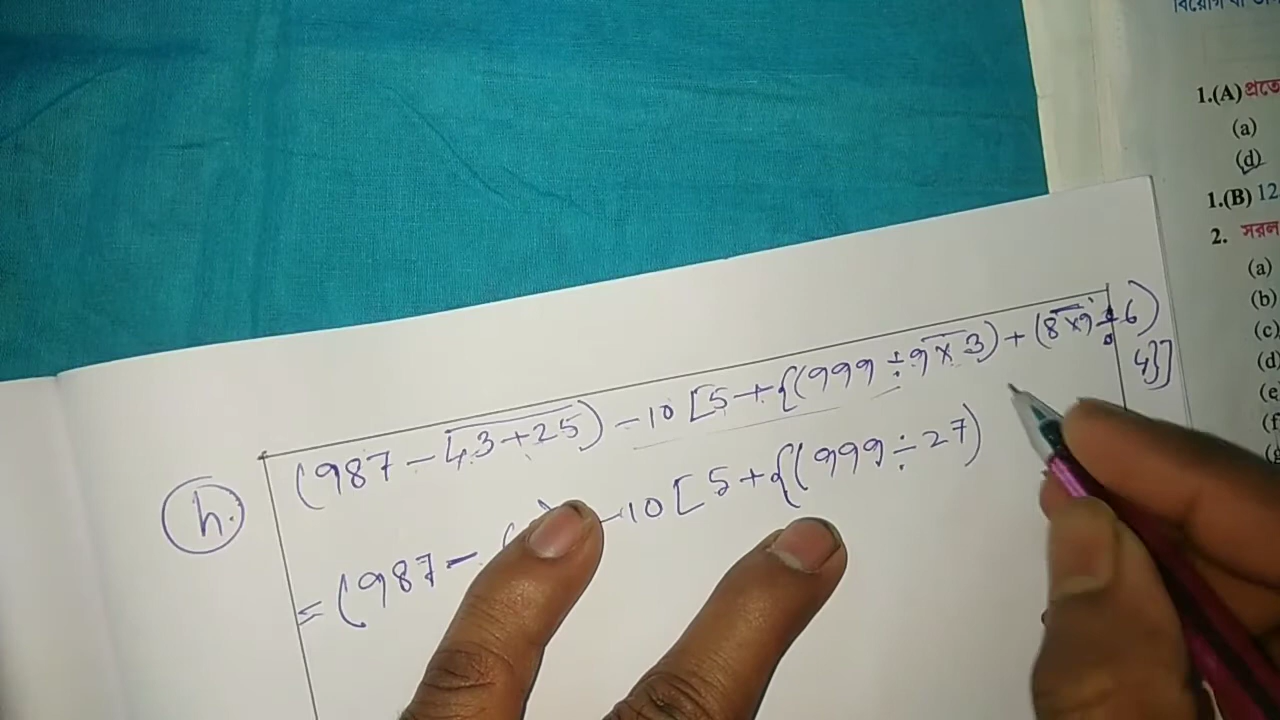 1.(A)
(a)
(d)
1.(B) 12
2. সরল
(a)
(b)
(c)
(d)
(e)
(f)
(987 - 43+25) - 10 [5 + {(999 ÷ 9×3) + (8×9 ÷ 6)
4}]
h.
= (987 - -10 [5 + {(999 ÷ 27)